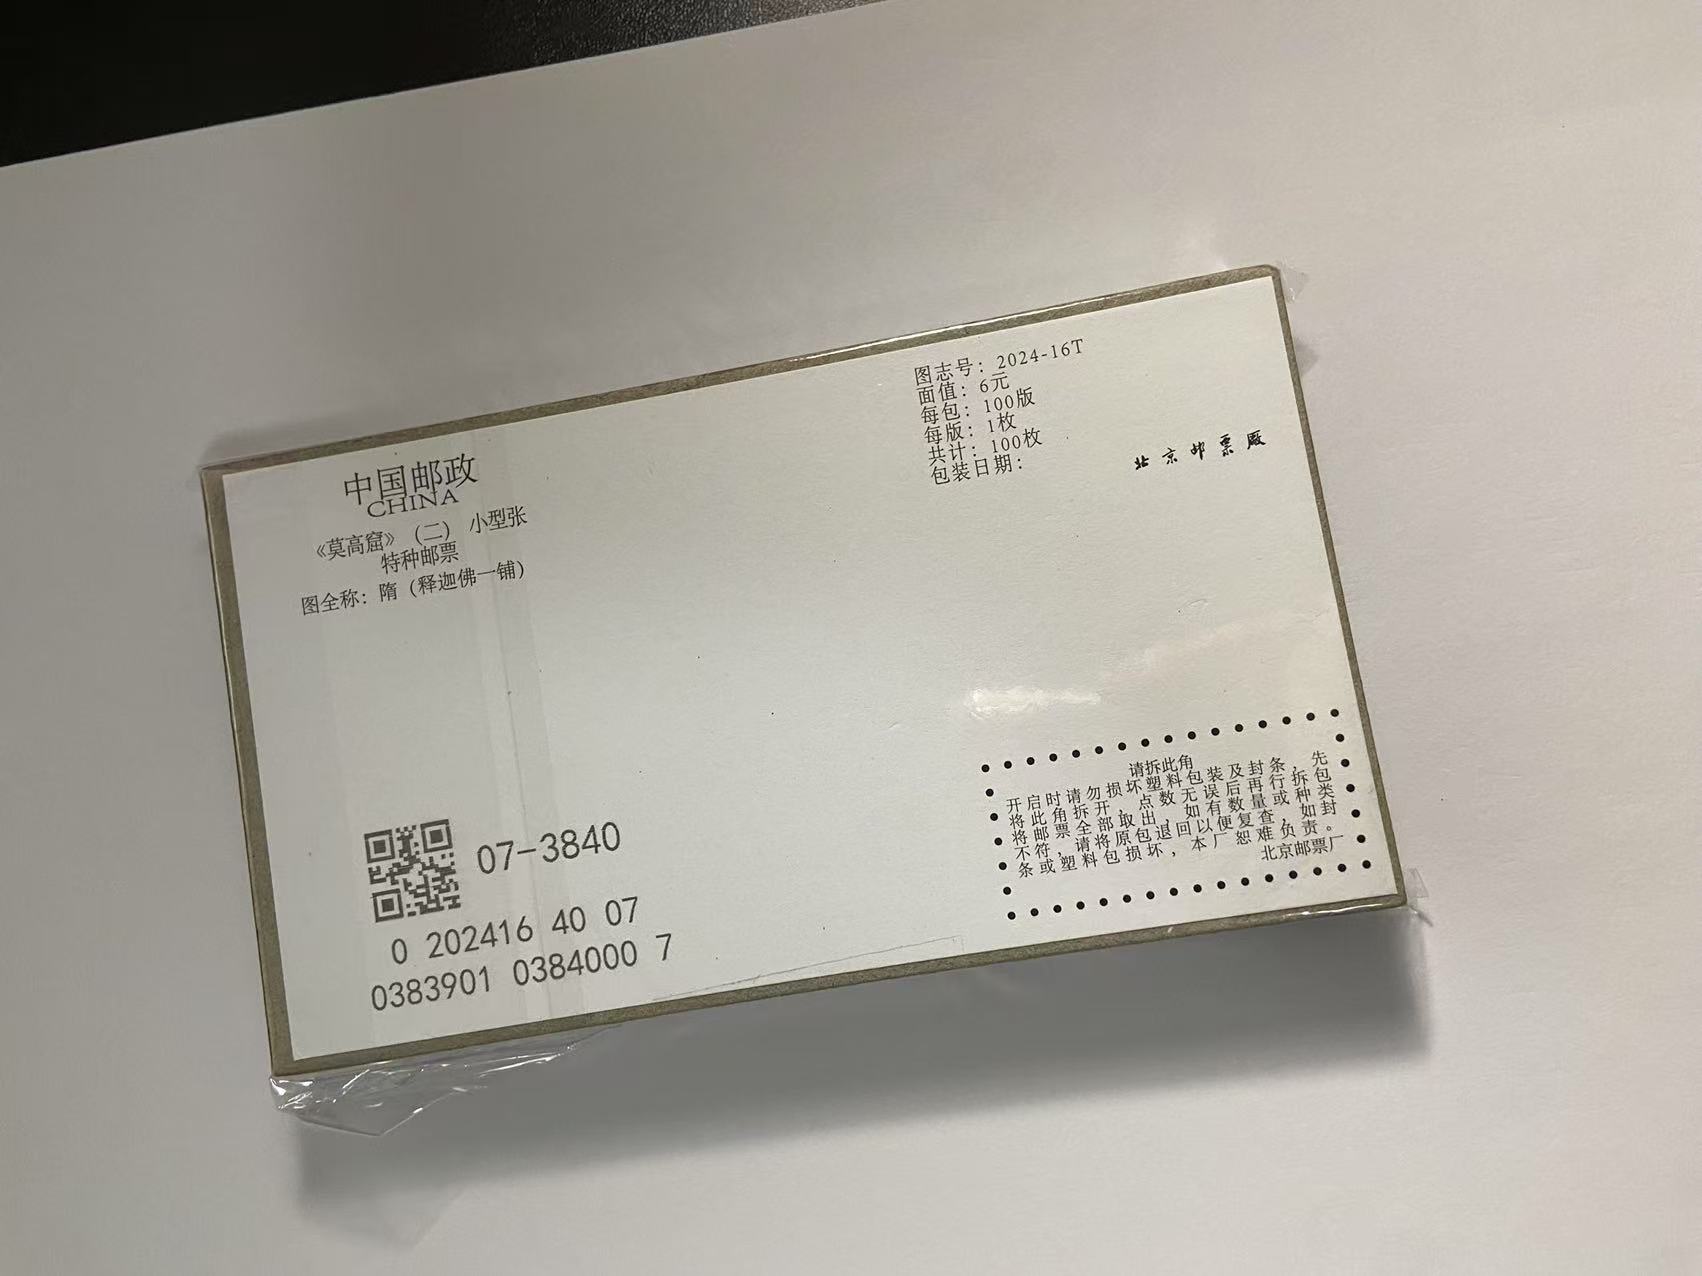 中国邮政
CHINA
《莫高窟》（二） 小型张
特种邮票
图全称：隋（释迦佛一铺）
图志号：2024-16T
面值：6元
每包：100版
每版：1枚
共计：100枚
包装日期：
北京邮票厰
请拆此角
开启时请勿损坏塑料包装及封条，先
将此角拆开，点数无误后再行拆包
将邮票全部取出，如有数量或种类
不符，请将原包退回以便复查，如封
条或塑料包损坏，本厂恕难负责。
北京邮票厂
07-3840
0 202416 40 07
0383901 0384000 7